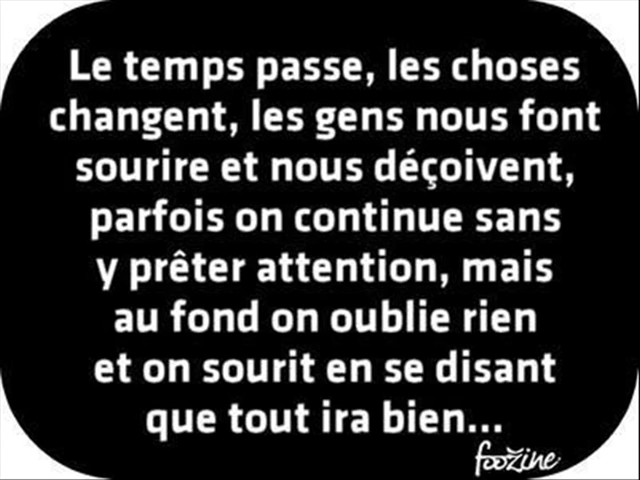 Le temps passe, les choses
changent, les gens nous font
sourire et nous déçoivent,
parfois on continue sans
y prêter attention, mais
au fond on oublie rien
et on sourit en se disant
que tout ira bien...
foozine